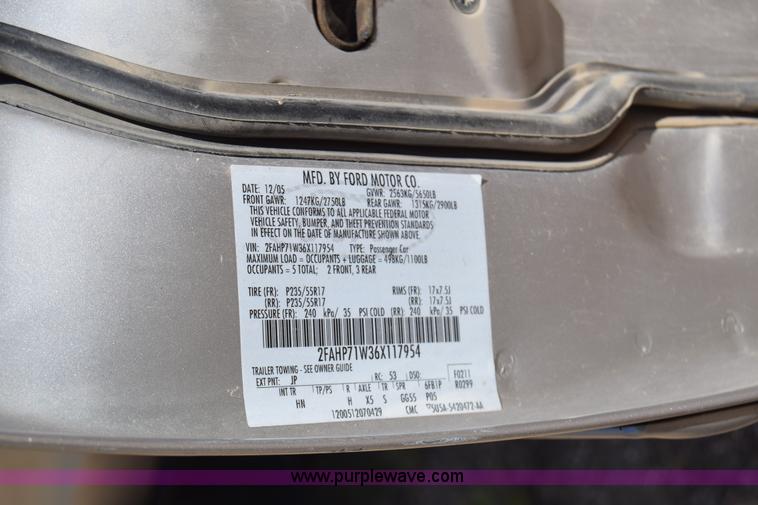 MFD. BY FORD MOTOR CO.
DATE: 12/05 GVWR: 2563KG/5650LB
FRONT GAWR: 1247KG/2750LB REAR GAWR: 1315KG/2900LB
THIS VEHICLE CONFORMS TO ALL APPLICABLE FEDERAL MOTOR
VEHICLE SAFETY, BUMPER, AND THEFT PREVENTION STANDARDS
IN EFFECT ON THE DATE OF MANUFACTURE SHOWN ABOVE.
VIN: 2FAHP71W36X117954 TYPE: Passenger Car
MAXIMUM LOAD = OCCUPANTS + LUGGAGE = 498KG/1100LB
OCCUPANTS = 5 TOTAL; 2 FRONT, 3 REAR
TIRE (FR): P235/55R17 RIMS (FR): 17x7.5J
(RR): P235/55R17 (RR): 17x7.5J
PRESSURE (FR): 240 kPa/ 35 PSI COLD (RR) 240 kPa/ 35 PSI COLD
2FAHP71W36X117954
TRAILER TOWING - SEE OWNER GUIDE
EXT PNT: JP RC: 53 DSO: F0211
INT TR TP/PS R AXLE TR SPR 6FB1P R0299
HN H X5 S GG55 P05
1200512070429 CMC 5U5A-5420472-AA
www.purplewave.com